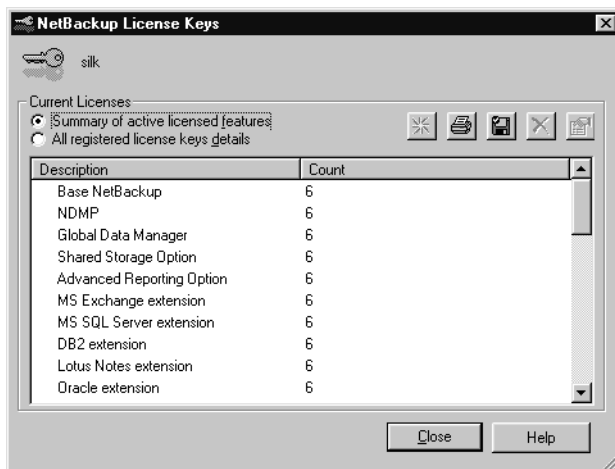 NetBackup License Keys
silk
Current Licenses
Summary of active licensed features
All registered license keys details
Description Count
Base NetBackup 6
NDMP 6
Global Data Manager 6
Shared Storage Option 6
Advanced Reporting Option 6
MS Exchange extension 6
MS SQL Server extension 6
DB2 extension 6
Lotus Notes extension 6
Oracle extension 6
Close Help